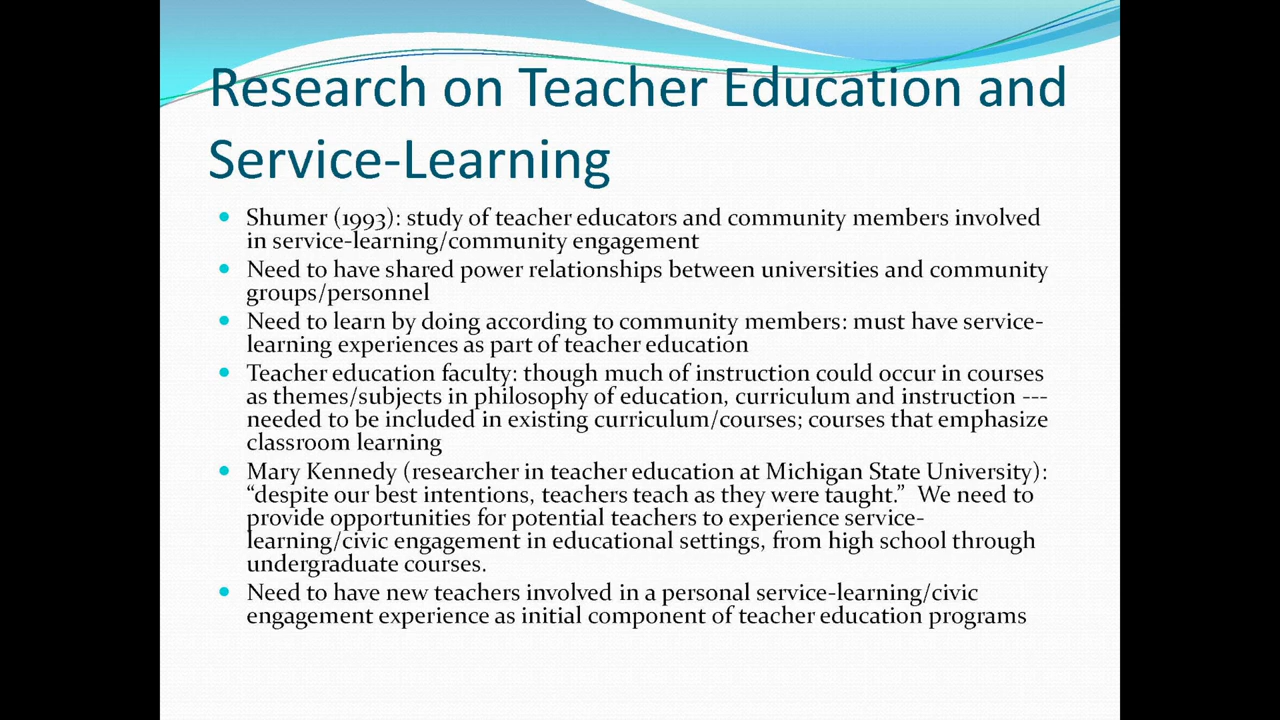 Research on Teacher Education and
Service-Learning
Shumer (1993): study of teacher educators and community members involved
in service-learning/community engagement
Need to have shared power relationships between universities and community
groups/personnel
Need to learn by doing according to community members: must have service-
learning experiences as part of teacher education
Teacher education faculty: though much of instruction could occur in courses
as themes/subjects in philosophy of education, curriculum and instruction ---
needed to be included in existing curriculum/courses; courses that emphasize
classroom learning
Mary Kennedy (researcher in teacher education at Michigan State University):
“despite our best intentions, teachers teach as they were taught.”  We need to
provide opportunities for potential teachers to experience service-
learning/civic engagement in educational settings, from high school through
undergraduate courses.
Need to have new teachers involved in a personal service-learning/civic
engagement experience as initial component of teacher education programs